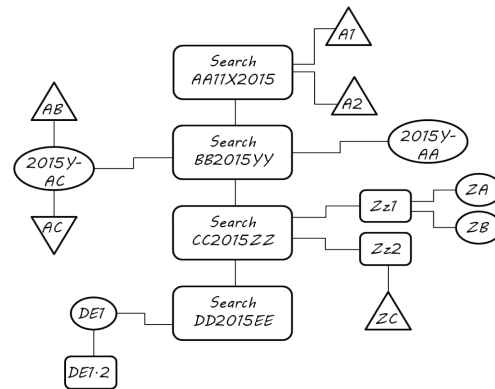 A1
Search
AA11X2015
A2
AB
Search
BB2015YY
2015Y-
AA
2015Y-
AC
AC
Search
CC2015ZZ
Zz1
ZA
ZB
Zz2
ZC
Search
DD2015EE
DE1
DE1.2